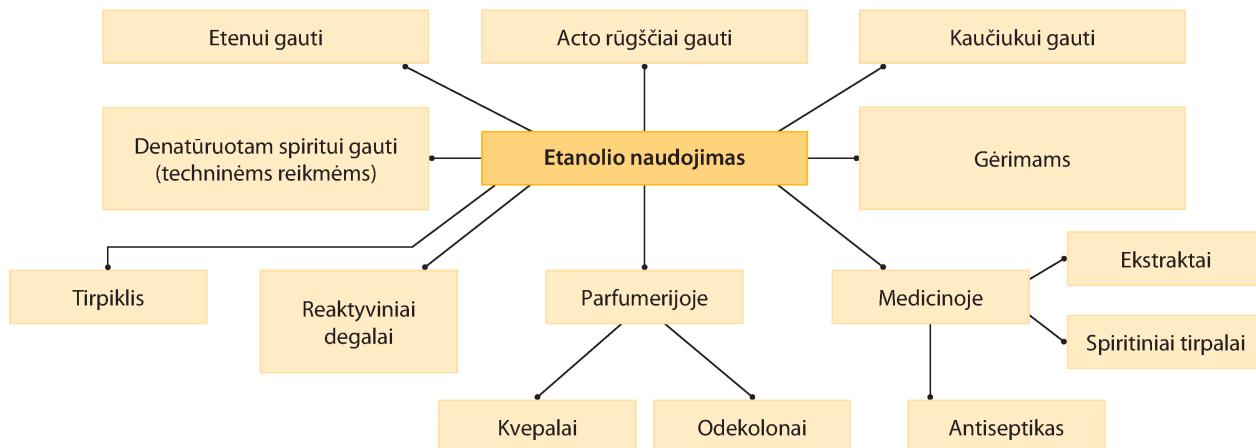 Etenui gauti
Acto rūgščiai gauti
Kaučiukui gauti
Denatūruotam spiritui gauti
(techninėms reikmėms)
Etanolio naudojimas
Gėrimams
Tirpiklis
Reaktyviniai
degalai
Parfumerijoje
Medicinoje
Ekstraktai
Spiritiniai tirpalai
Kvepalai
Odekolonai
Antiseptikas